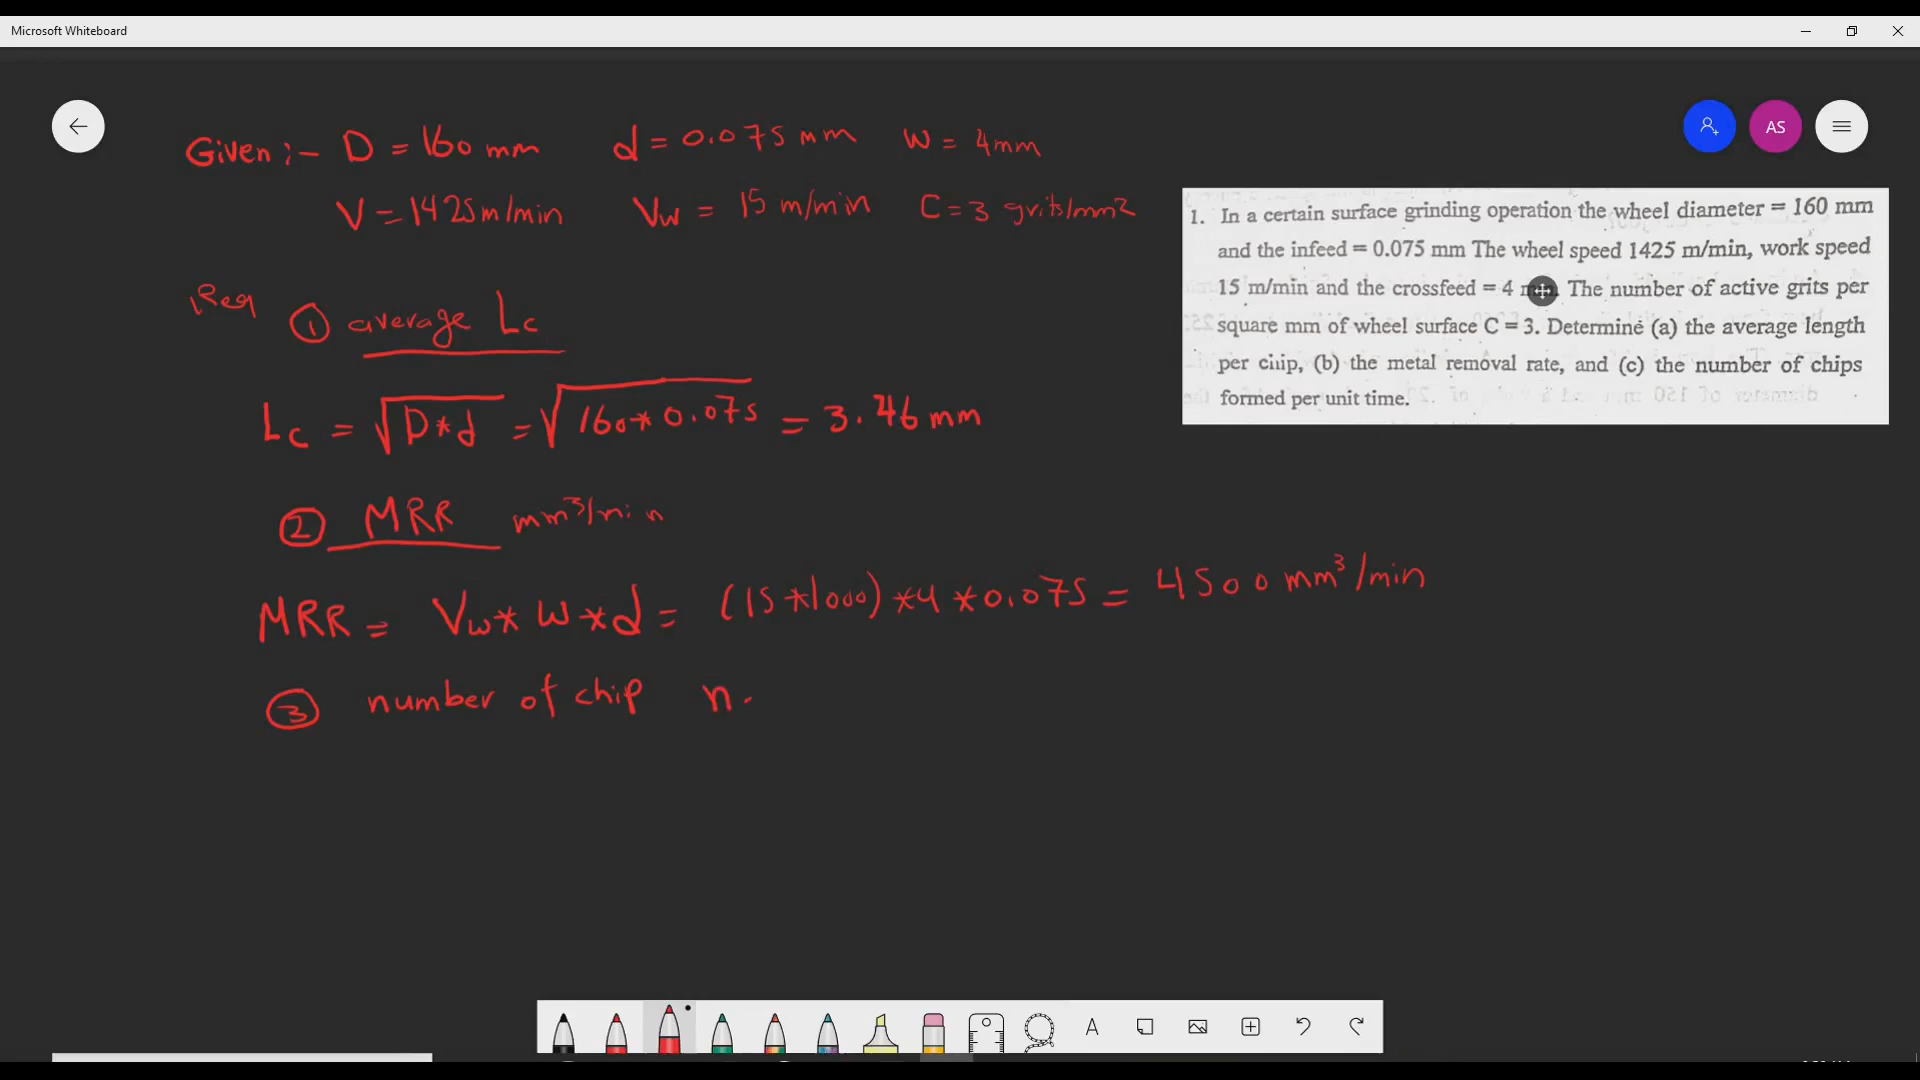 Microsoft Whiteboard
Given :- D = 160 mm d = 0.075 mm w = 4mm
V = 1425 m/min Vw = 15 m/min C = 3 grits/mm²
AS
1. In a certain surface grinding operation the wheel diameter = 160 mm
and the infeed = 0.075 mm The wheel speed 1425 m/min, work speed
15 m/min and the crossfeed = 4 The number of active grits per
square mm of wheel surface C = 3. Determine (a) the average length
per chip, (b) the metal removal rate, and (c) the number of chips
formed per unit time.
Req ① average Lc
Lc = √D*d = √160*0.075 = 3.46 mm
② MRR mm³/min
MRR = Vw * w * d = (15*1000) *4 *0.075 = 4500 mm³/min
③ number of chip n.
A